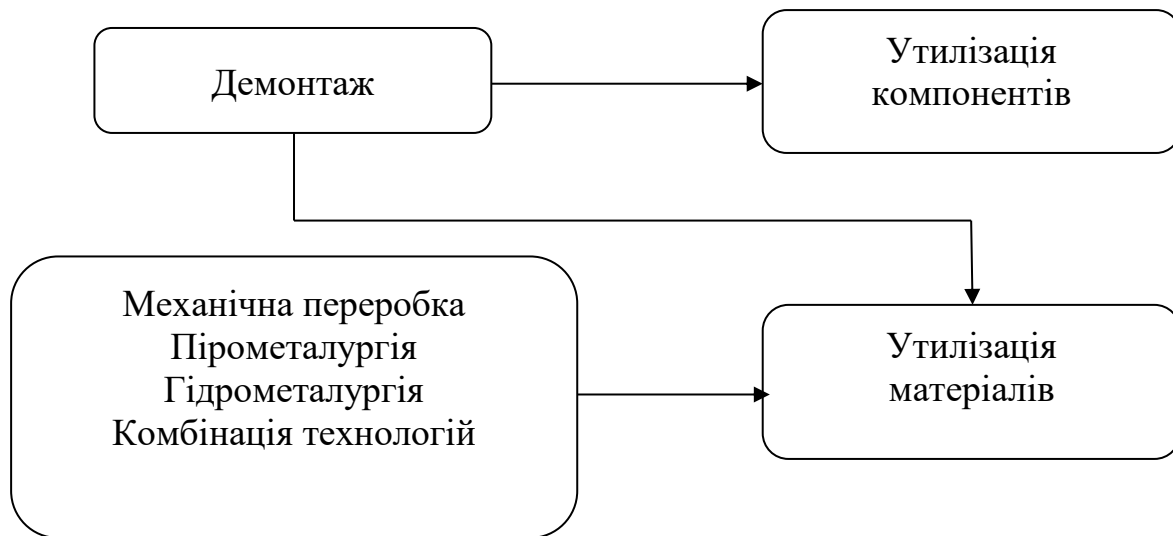 Демонтаж
Утилізація
компонентів
Механічна переробка
Пірометалургія
Гідрометалургія
Комбінація технологій
Утилізація
матеріалів